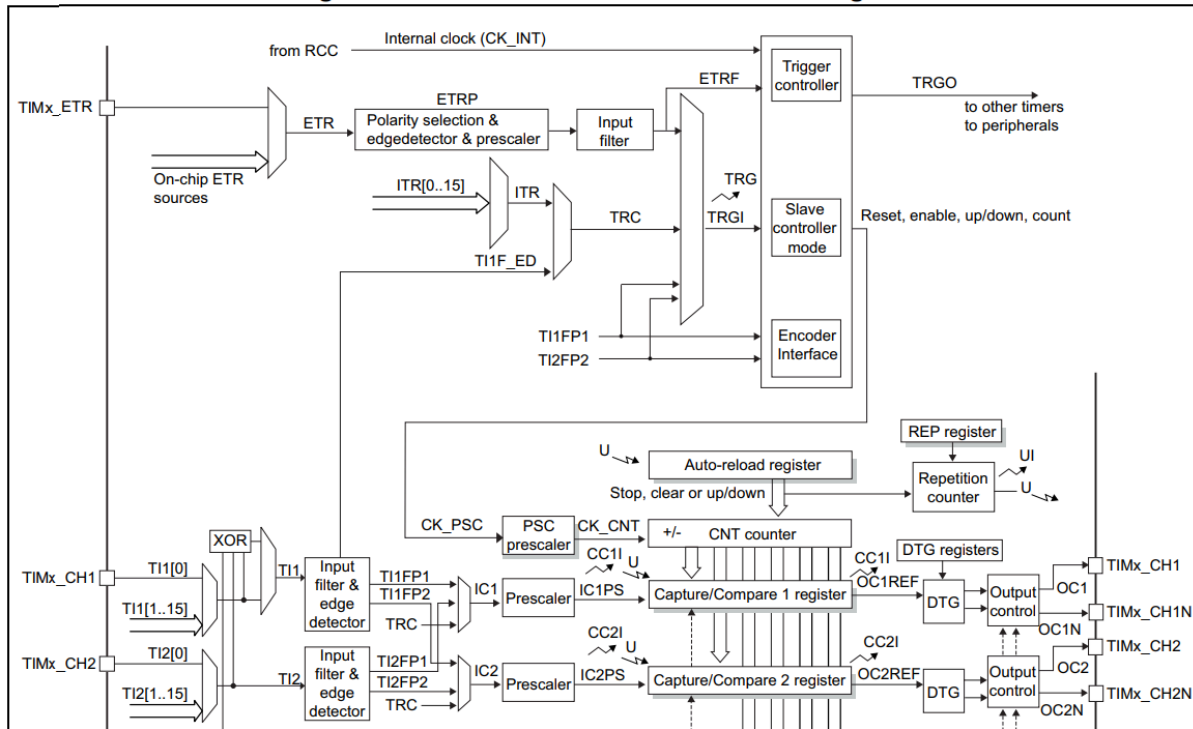 Internal clock (CK_INT)
from RCC
Trigger
controller
ETRF
TRGO
to other timers
to peripherals
TIMx_ETR
ETR
ETRP
Polarity selection &
edgedetector & prescaler
Input
filter
On-chip ETR
sources
ITR[0..15]
ITR
TRC
TRG
TRGI
Slave
controller
mode
Reset, enable, up/down, count
TI1F_ED
TI1FP1
TI2FP2
Encoder
Interface
REP register
U
Auto-reload register
Repetition
counter
UI
U
Stop, clear or up/down
CK_PSC
PSC
prescaler
CK_CNT
+/-
CNT counter
DTG registers
XOR
TIMx_CH1
TI1[0]
TI1[1..15]
TI1
Input
filter &
edge
detector
TI1FP1
TI1FP2
TRC
IC1
Prescaler
IC1PS
CC1I
U
Capture/Compare 1 register
CC1I
OC1REF
DTG
Output
control
OC1
OC1N
TIMx_CH1
TIMx_CH1N
TIMx_CH2
TI2[0]
TI2[1..15]
TI2
Input
filter &
edge
detector
TI2FP1
TI2FP2
TRC
IC2
Prescaler
IC2PS
CC2I
U
Capture/Compare 2 register
CC2I
OC2REF
DTG
Output
control
OC2
OC2N
TIMx_CH2
TIMx_CH2N